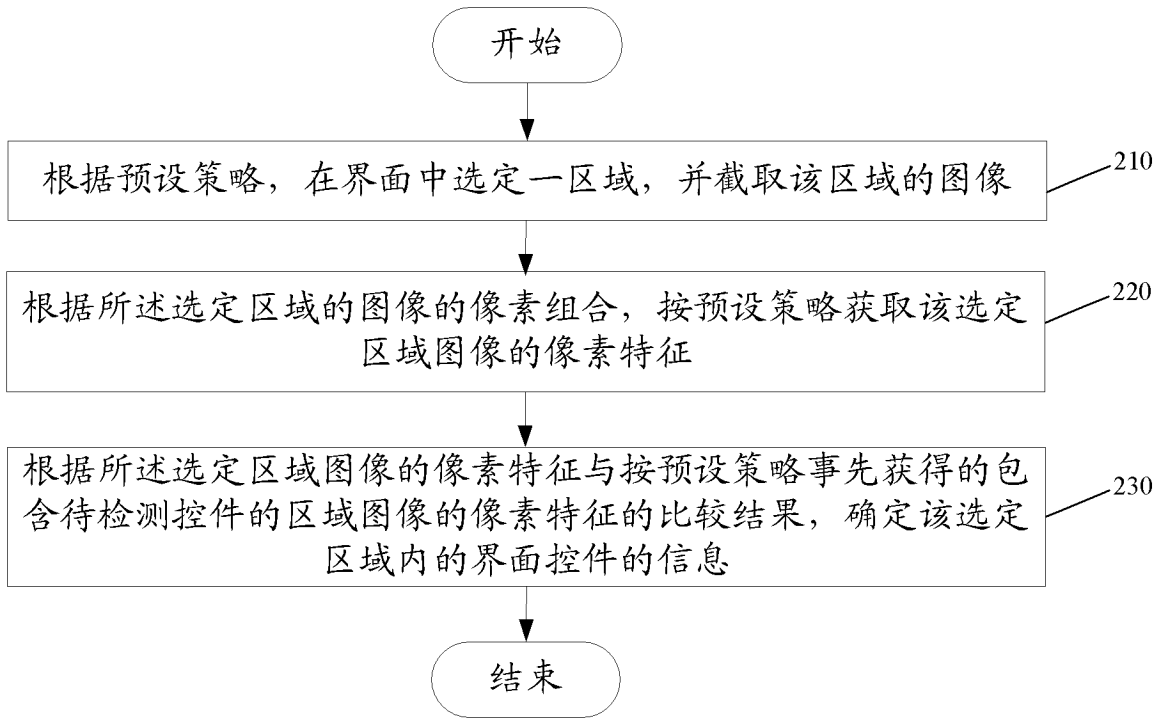 开始
根据预设策略，在界面中选定一区域，并截取该区域的图像
210
根据所述选定区域的图像的像素组合，按预设策略获取该选定
区域图像的像素特征
220
根据所述选定区域图像的像素特征与按预设策略事先获得的包
含待检测控件的区域图像的像素特征的比较结果，确定该选定
区域内的界面控件的信息
230
结束